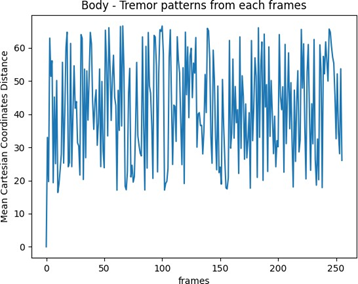 Body - Tremor patterns from each frames
Mean Cartesian Coordinates Distance
60
50
40
30
20
10
0
0 50 100 150 200 250
frames